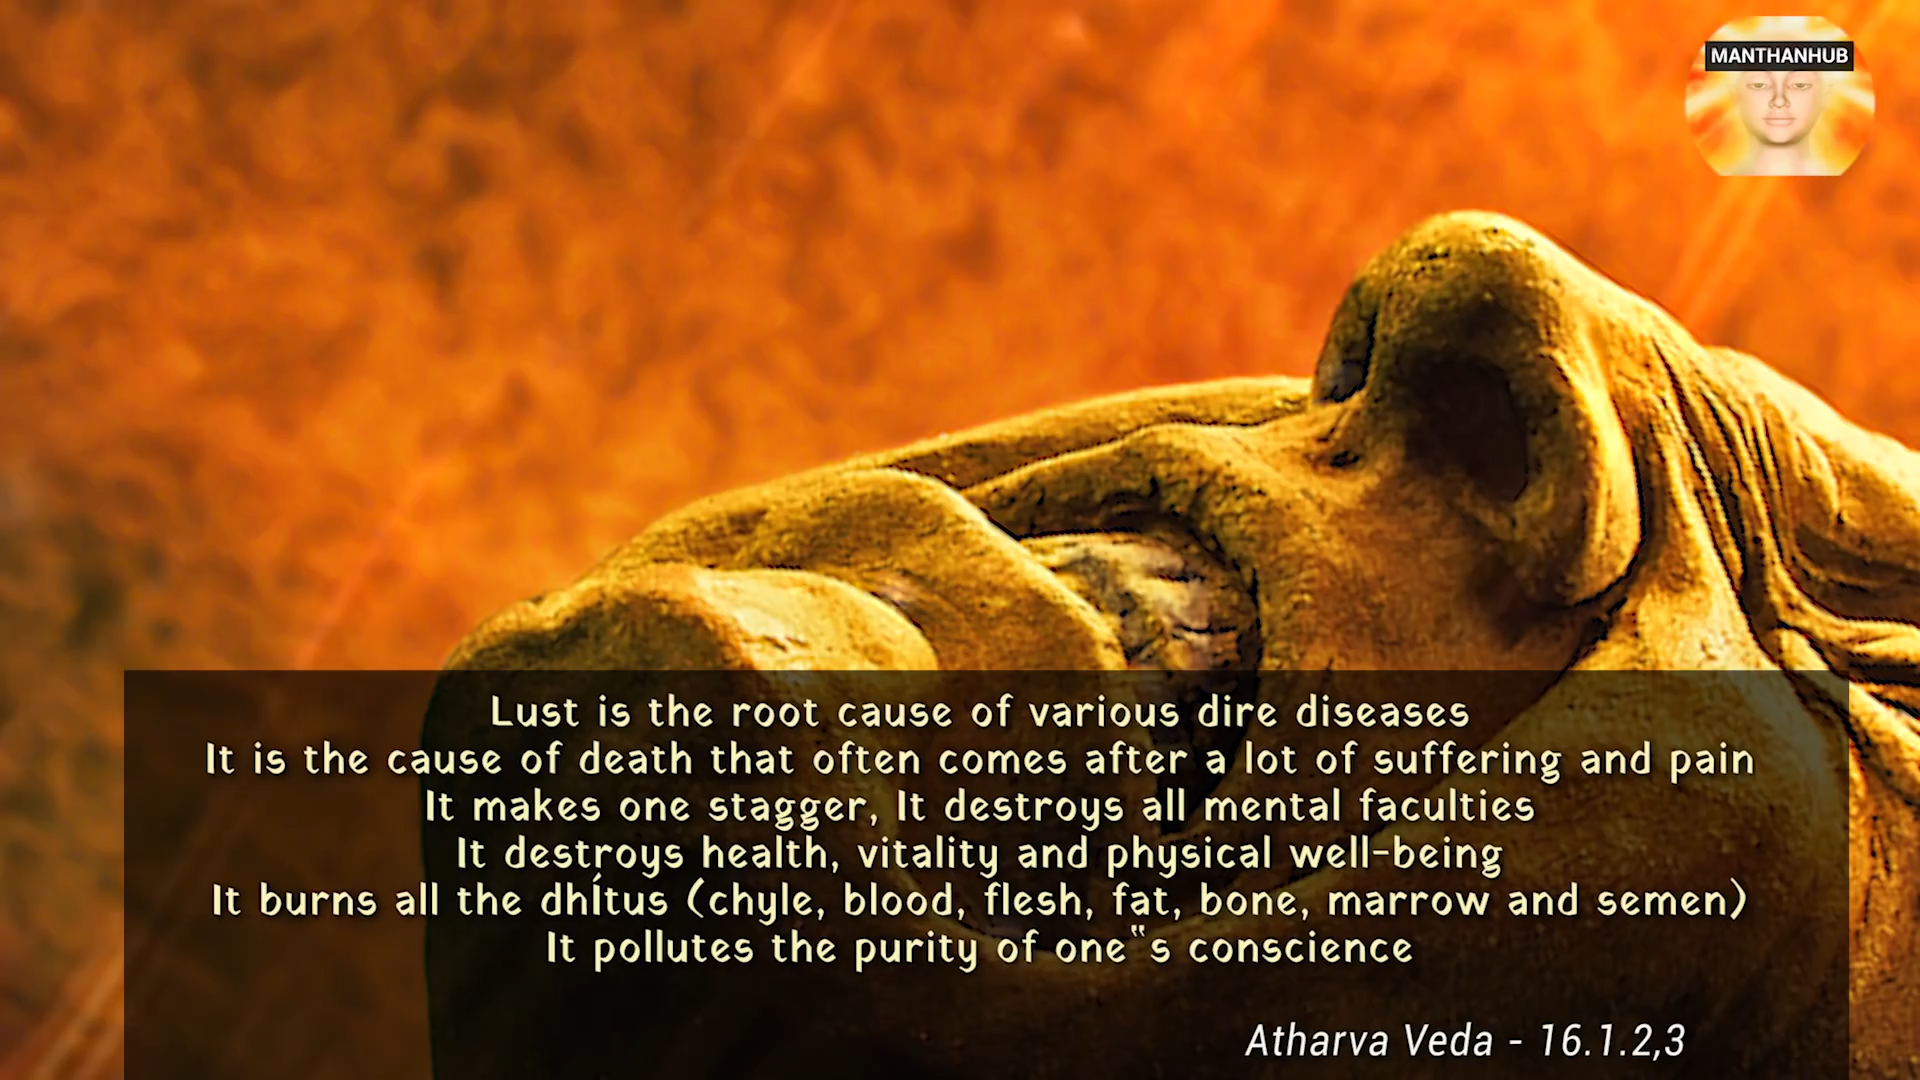 MANTHANHUB
Lust is the root cause of various dire diseases
It is the cause of death that often comes after a lot of suffering and pain
It makes one stagger, It destroys all mental faculties
It destroys health, vitality and physical well-being
It burns all the dhÍtus (chyle, blood, flesh, fat, bone, marrow and semen)
It pollutes the purity of one‟s conscience
Atharva Veda - 16.1.2,3